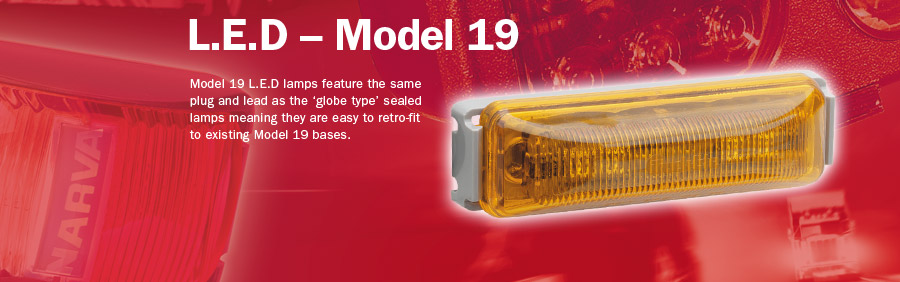 L.E.D – Model 19
Model 19 L.E.D lamps feature the same
plug and lead as the ‘globe type’ sealed
lamps meaning they are easy to retro-fit
to existing Model 19 bases.
NARVA